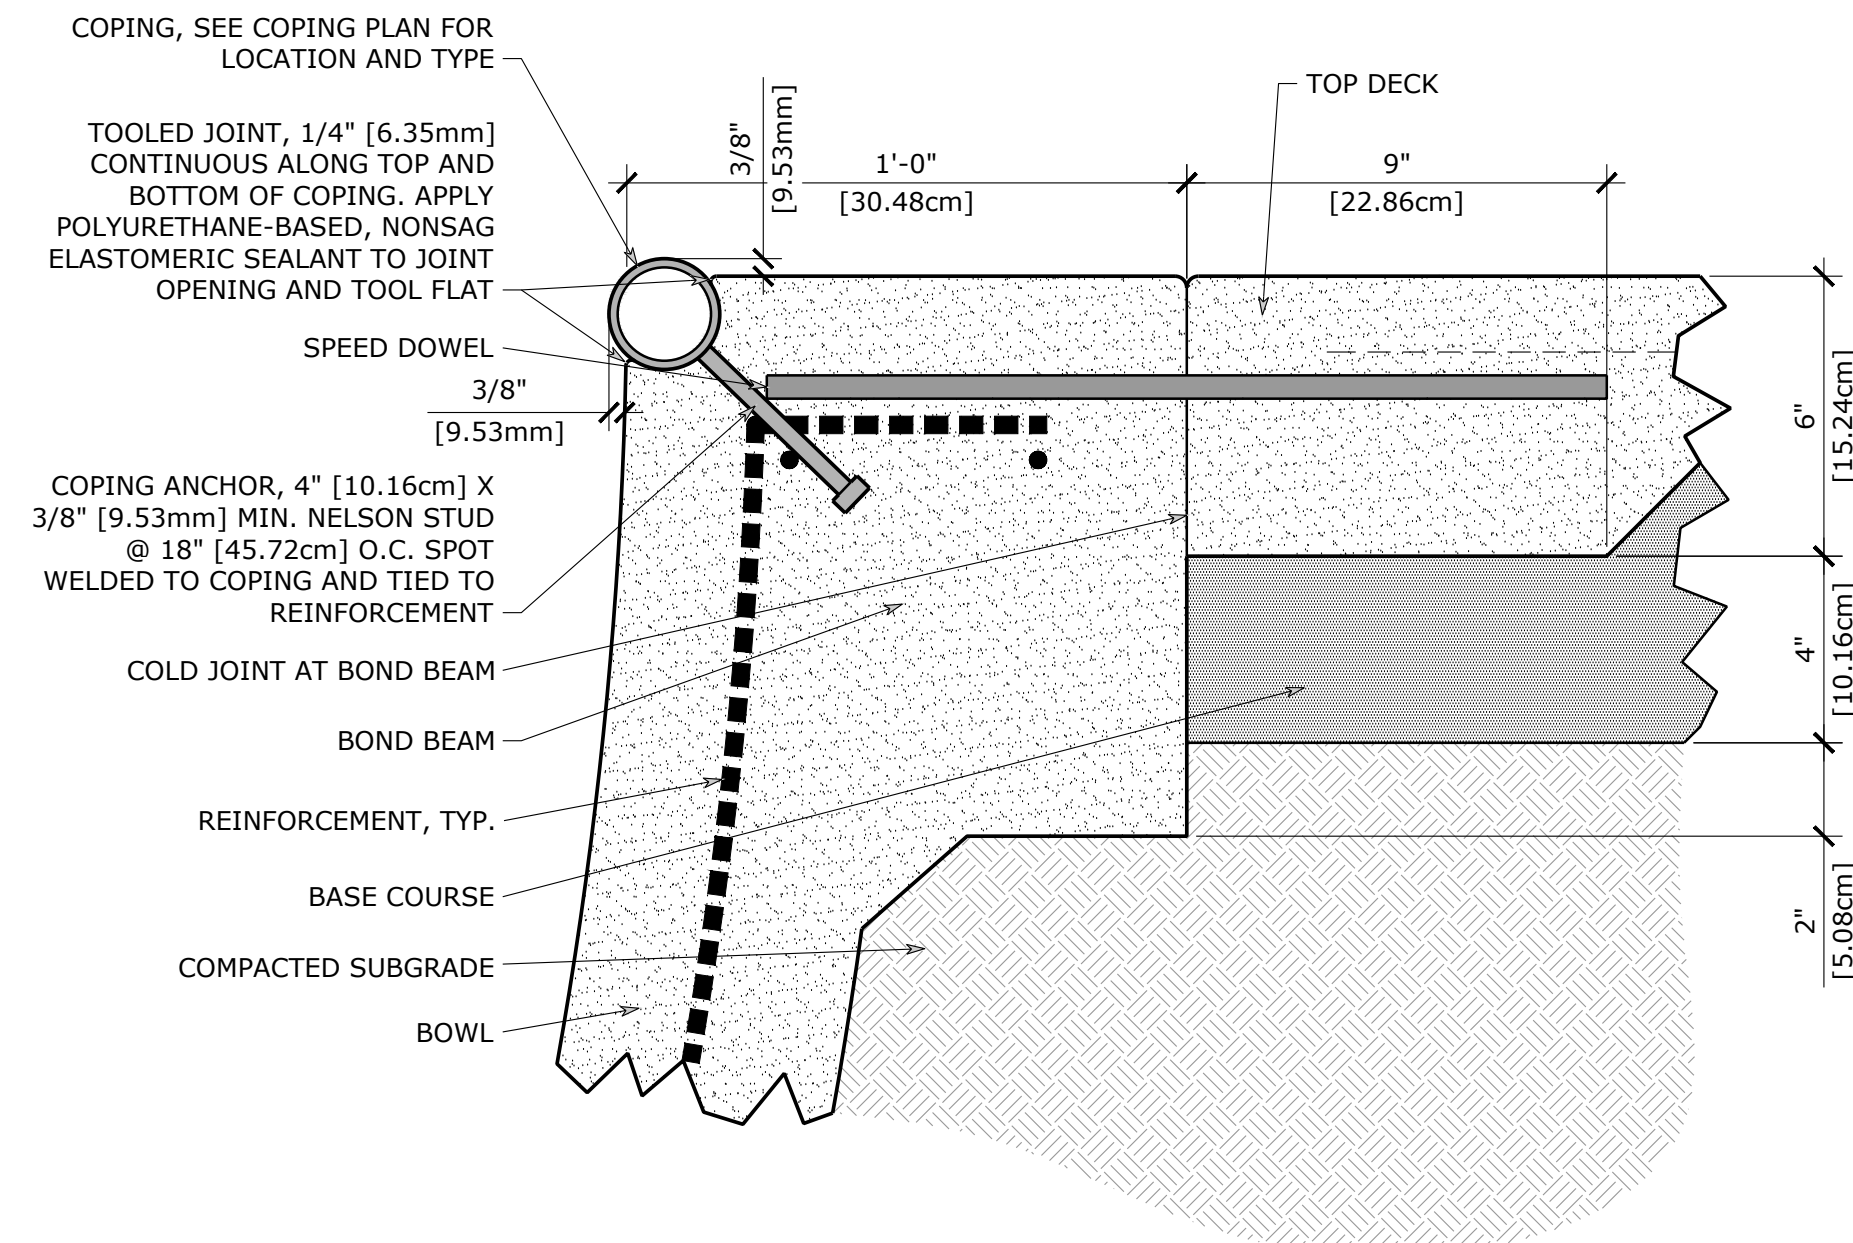 COPING, SEE COPING PLAN FOR
LOCATION AND TYPE
TOOLED JOINT, 1/4" [6.35mm]
CONTINUOUS ALONG TOP AND
BOTTOM OF COPING. APPLY
POLYURETHANE-BASED, NONSAG
ELASTOMERIC SEALANT TO JOINT
OPENING AND TOOL FLAT
SPEED DOWEL
3/8"
[9.53mm]
COPING ANCHOR, 4" [10.16cm] X
3/8" [9.53mm] MIN. NELSON STUD
@ 18" [45.72cm] O.C. SPOT
WELDED TO COPING AND TIED TO
REINFORCEMENT
COLD JOINT AT BOND BEAM
BOND BEAM
REINFORCEMENT, TYP.
BASE COURSE
COMPACTED SUBGRADE
BOWL
3/8"
[9.53mm]
1'-0"
[30.48cm]
TOP DECK
9"
[22.86cm]
6"
[15.24cm]
4"
[10.16cm]
2"
[5.08cm]